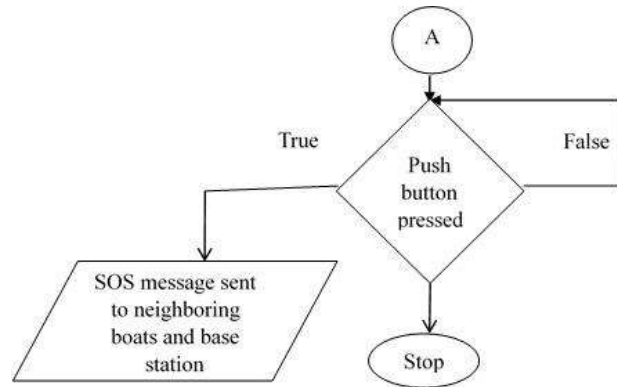 A
True
False
Push
button
pressed
SOS message sent
to neighboring
boats and base
station
Stop